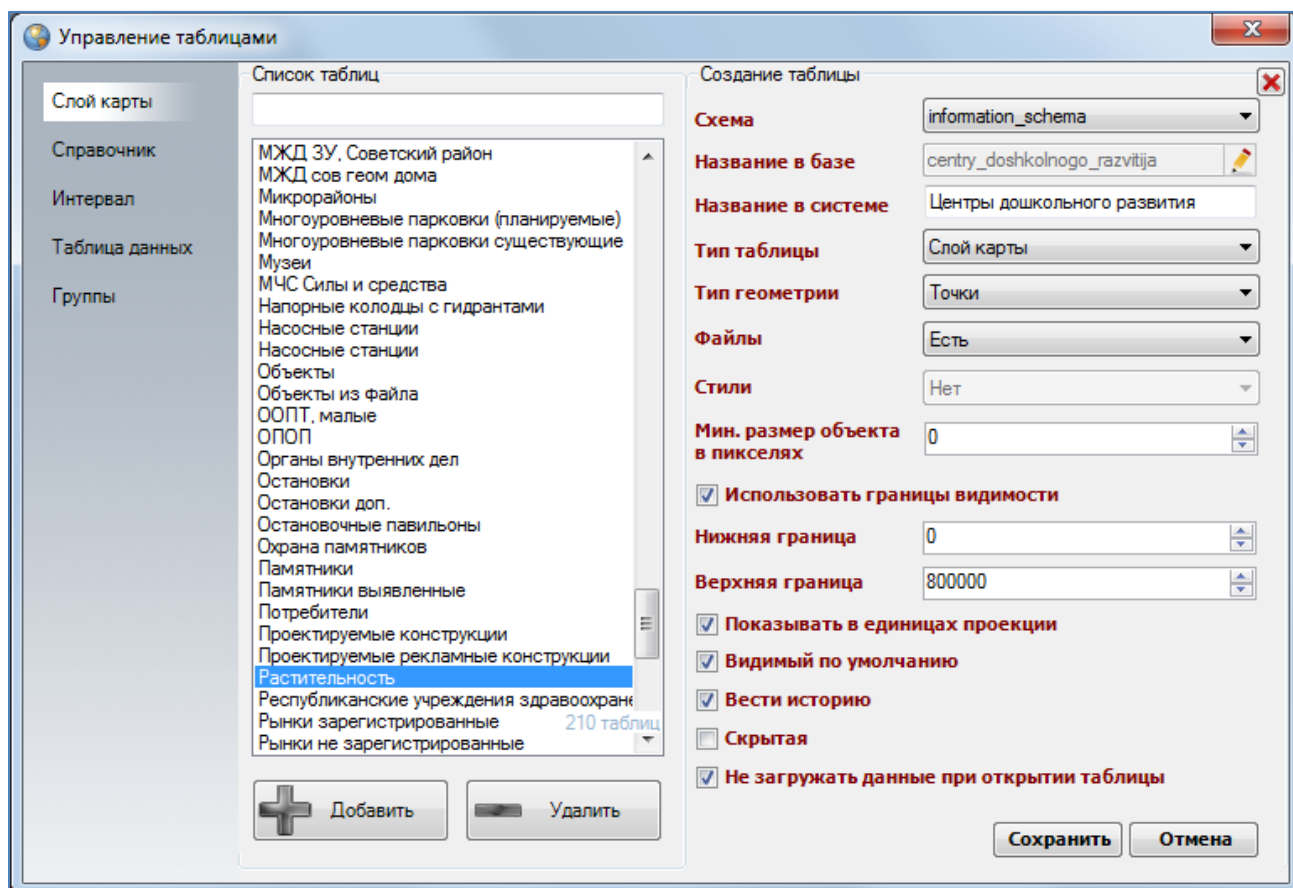 Управление таблицами
Слой карты
Справочник
Интервал
Таблица данных
Группы
Список таблиц
МЖД ЗУ, Советский район
МЖД сов геом дома
Микрорайоны
Многоуровневые парковки (планируемые)
Многоуровневые парковки существующие
Музеи
МЧС Силы и средства
Напорные колодцы с гидрантами
Насосные станции
Насосные станции
Объекты
Объекты из файла
ООПТ, малые
ОПОП
Органы внутренних дел
Остановки
Остановки доп.
Остановочные павильоны
Охрана памятников
Памятники
Памятники выявленные
Потребители
Проектируемые конструкции
Проектируемые рекламные конструкции
Растительность
Республиканские учреждения здравоохране
Рынки зарегистрированные
210 таблиц
Рынки не зарегистрированные
Добавить
Удалить
Создание таблицы
Схема
information_schema
Название в базе
centry_doshkolnogo_razvitija
Название в системе
Центры дошкольного развития
Тип таблицы
Слой карты
Тип геометрии
Точки
Файлы
Есть
Стили
Нет
Мин. размер объекта
в пикселях
0
Использовать границы видимости
Нижняя граница
0
Верхняя граница
800000
Показывать в единицах проекции
Видимый по умолчанию
Вести историю
Скрытая
Не загружать данные при открытии таблицы
Сохранить
Отмена